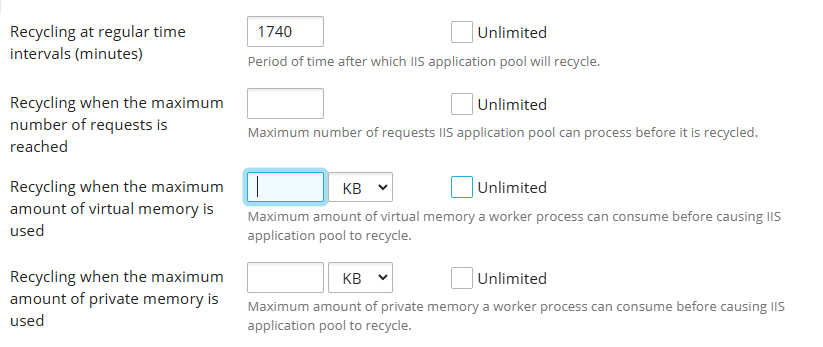 Recycling at regular time
intervals (minutes)
1740
Unlimited
Period of time after which IIS application pool will recycle.
Recycling when the maximum
number of requests is
reached
Unlimited
Maximum number of requests IIS application pool can process before it is recycled.
Recycling when the maximum
amount of virtual memory is
used
KB
Unlimited
Maximum amount of virtual memory a worker process can consume before causing IIS
application pool to recycle.
Recycling when the maximum
amount of private memory is
used
KB
Unlimited
Maximum amount of private memory a worker process can consume before causing IIS
application pool to recycle.